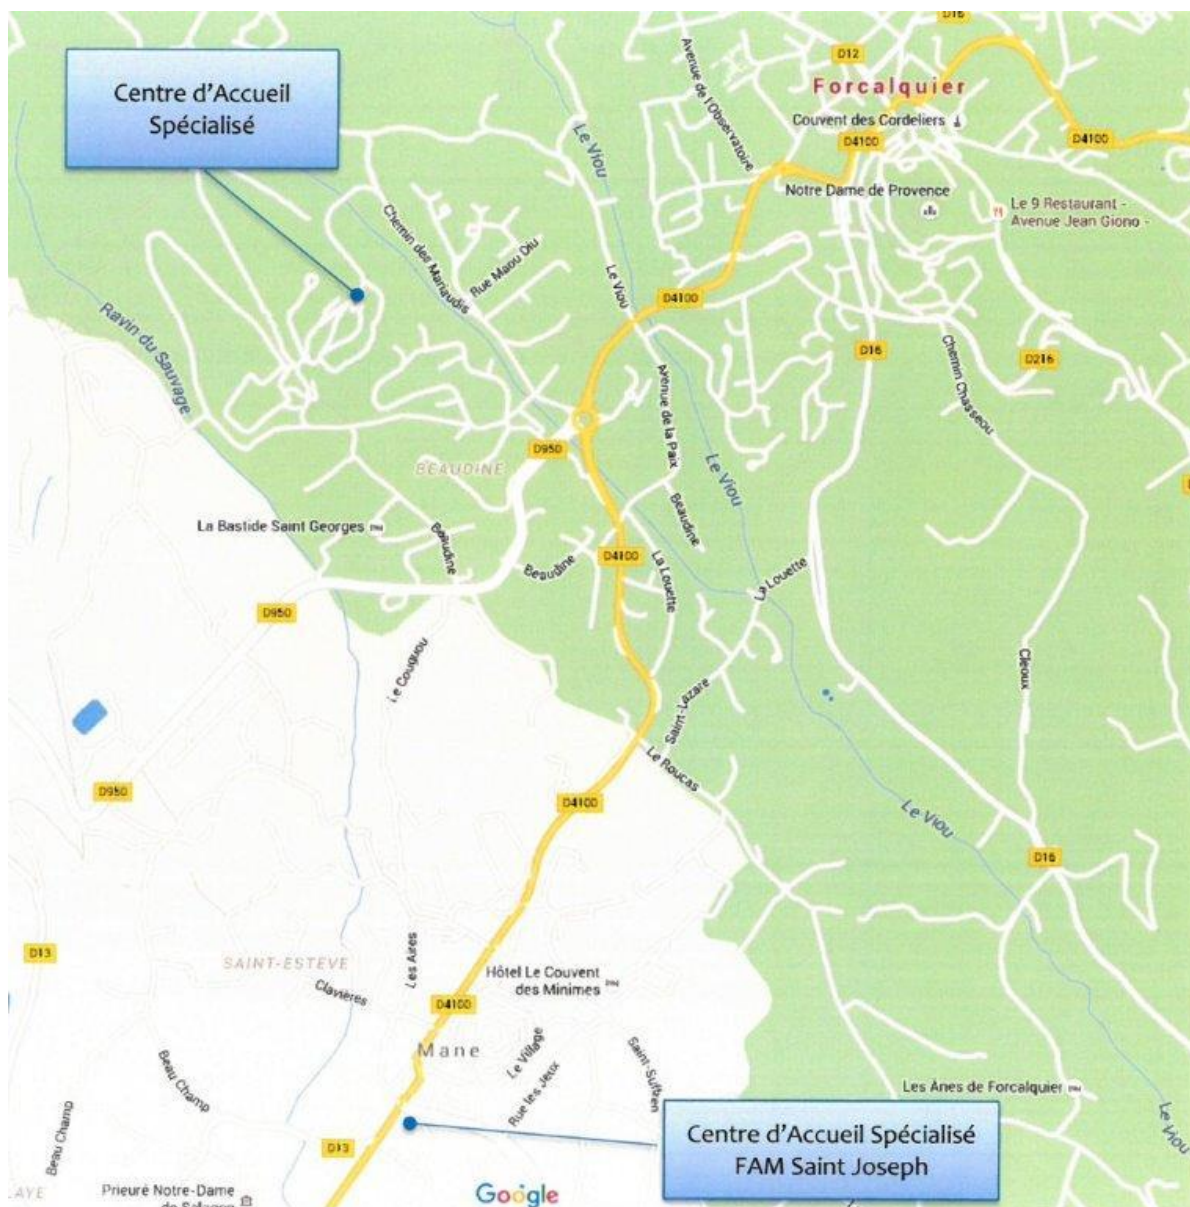 D16
Centre d'Accueil
Spécialisé
Avenue de l'Observatoire
D12
Forcalquier
Couvent des Cordeliers
D4100
D4100
Le Viou
Notre Dame de Provence
Le 9 Restaurant -
Avenue Jean Giono -
Chemin des Mariaudis
Rue Maou Diu
Le Viou
D4100
Ravin du Sauvage
D16
Chemin Chasseou
D216
Avenue de la Paix
D950
BEAUDINE
Le Viou
La Bastide Saint Georges
Beaudine
Beaudine
Beaudine
D4100
La Louette
La Louette
D950
Le Couguou
Saint-Lazare
Cleoux
Le Roucas
D950
D4100
Le Viou
D16
D13
SAINT-ESTÈVE
Les Aires
Clavières
Hôtel Le Couvent
des Minimes
D4100
Mane
Le Village
Rue les Jeux
Saint-Suffren
Beau Champ
Beau Champ
Les Ânes de Forcalquier
Le Viou
D13
Centre d'Accueil Spécialisé
FAM Saint Joseph
Prieuré Notre-Dame
Google